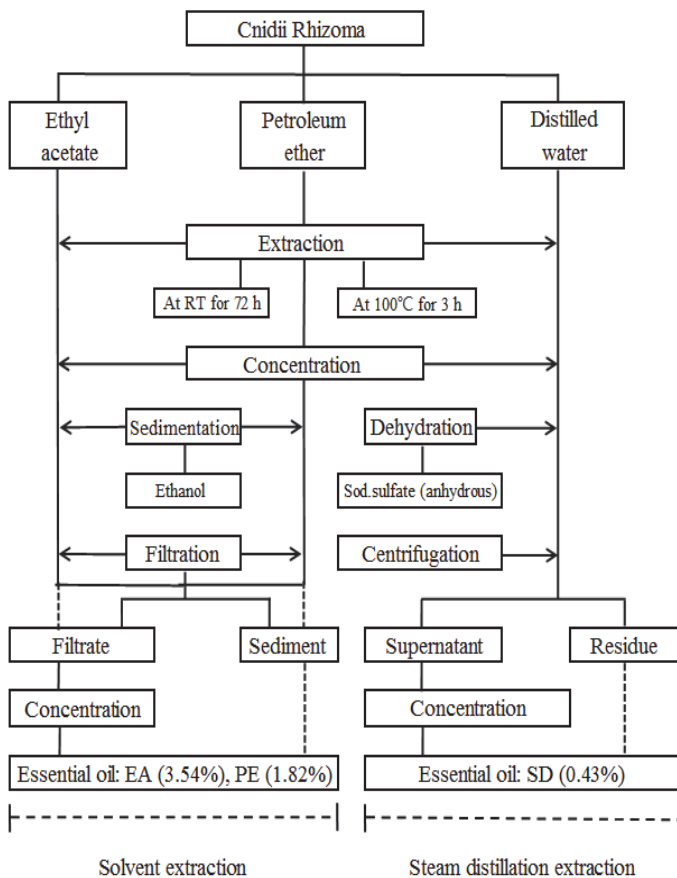 Cnidii Rhizoma
Ethyl
acetate
Petroleum
ether
Distilled
water
Extraction
At RT for 72 h
At 100℃ for 3 h
Concentration
Sedimentation
Dehydration
Ethanol
Sod.sulfate (anhydrous)
Filtration
Centrifugation
Filtrate
Sediment
Supernatant
Residue
Concentration
Concentration
Essential oil: EA (3.54%), PE (1.82%)
Essential oil: SD (0.43%)
Solvent extraction
Steam distillation extraction